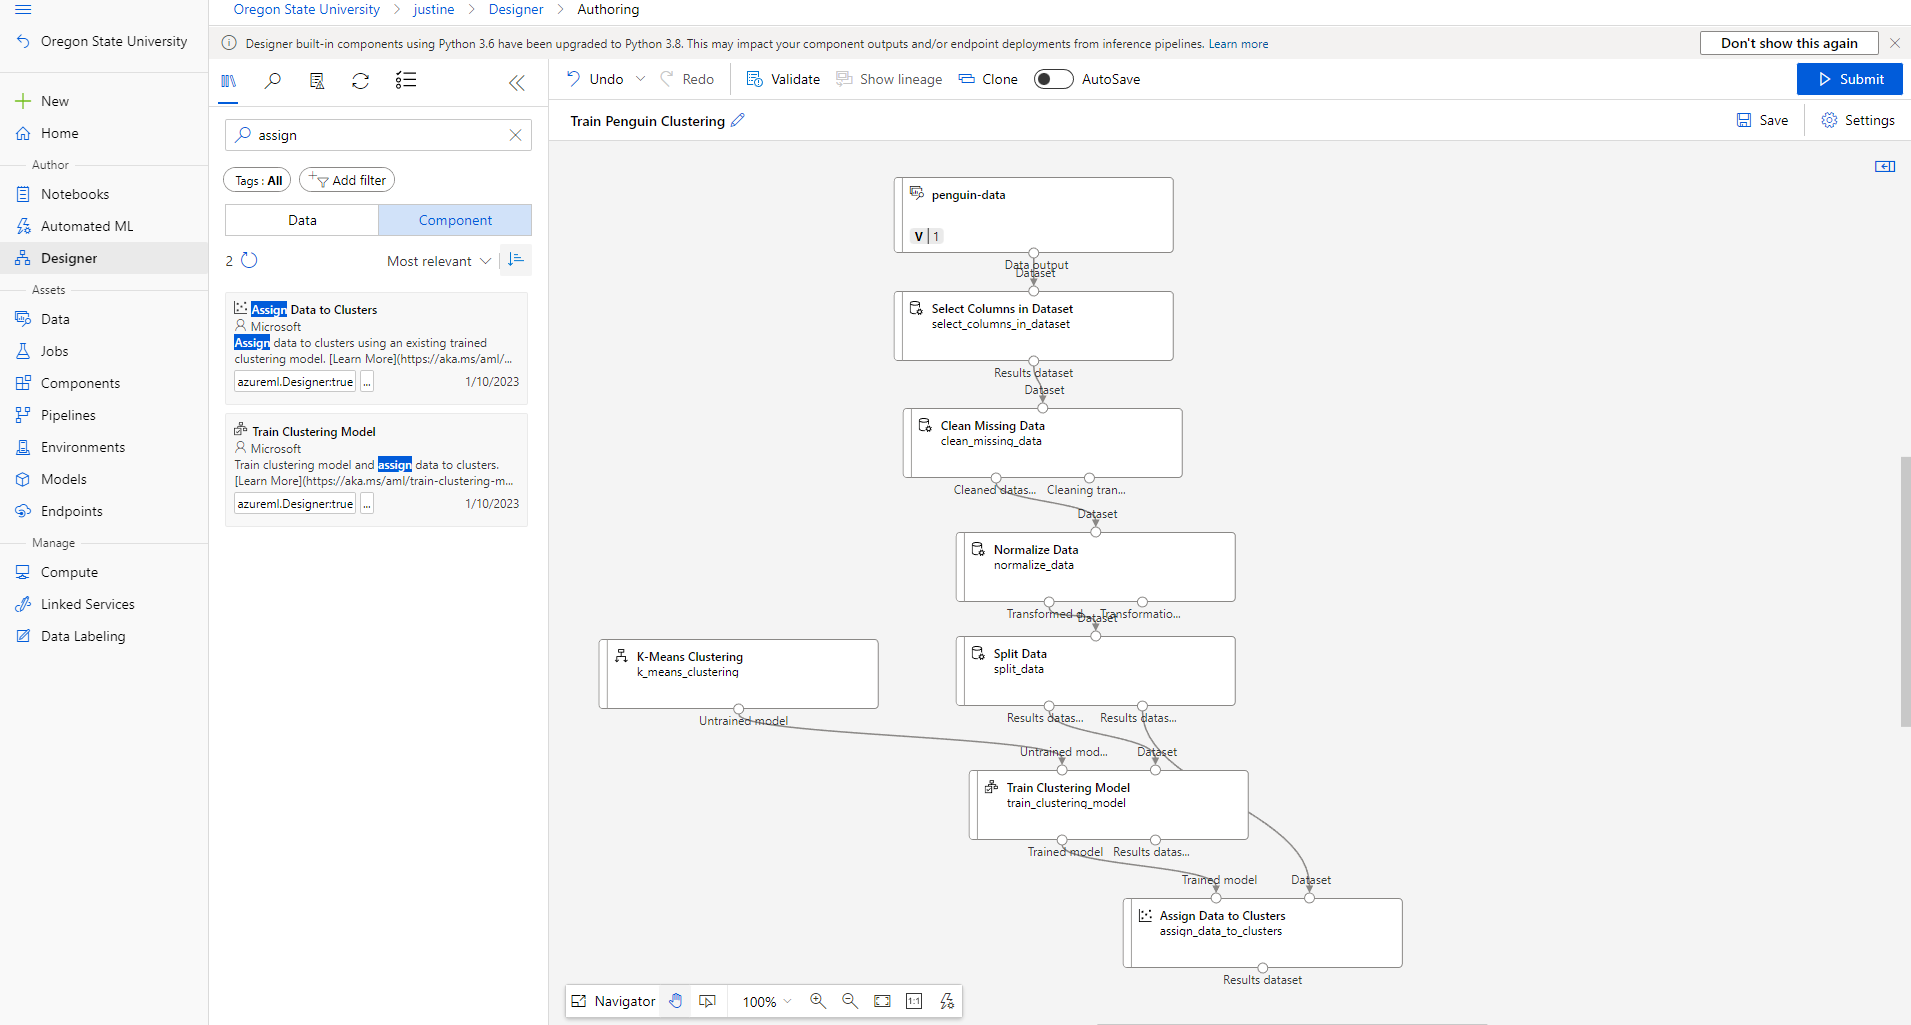 Oregon State University > justine > Designer > Authoring
Oregon State University
New
Home
Author
Notebooks
Automated ML
Designer
Assets
Data
Jobs
Components
Pipelines
Environments
Models
Endpoints
Manage
Compute
Linked Services
Data Labeling
Designer built-in components using Python 3.6 have been upgraded to Python 3.8. This may impact your component outputs and/or endpoint deployments from inference pipelines. Learn more
Don't show this again
assign
Tags : All
Add filter
Data
Component
2
Most relevant
Assign Data to Clusters
Microsoft
Assign data to clusters using an existing trained
clustering model. [Learn More](https://aka.ms/aml/...
azureml.Designer:true ... 1/10/2023
Train Clustering Model
Microsoft
Train clustering model and assign data to clusters.
[Learn More](https://aka.ms/aml/train-clustering-m...
azureml.Designer:true ... 1/10/2023
Undo
Redo
Validate
Show lineage
Clone
AutoSave
Submit
Train Penguin Clustering
Save
Settings
penguin-data
V | 1
Data output
Dataset
Select Columns in Dataset
select_columns_in_dataset
Results dataset
Dataset
Clean Missing Data
clean_missing_data
Cleaned datas...
Cleaning tran...
Dataset
Normalize Data
normalize_data
Transformed d...
Transformatio...
Dataset
K-Means Clustering
k_means_clustering
Untrained model
Split Data
split_data
Results datas...
Results datas...
Untrained mod...
Dataset
Train Clustering Model
train_clustering_model
Trained model
Results datas...
Trained model
Dataset
Assign Data to Clusters
assign_data_to_clusters
Results dataset
Navigator
100%
1:1